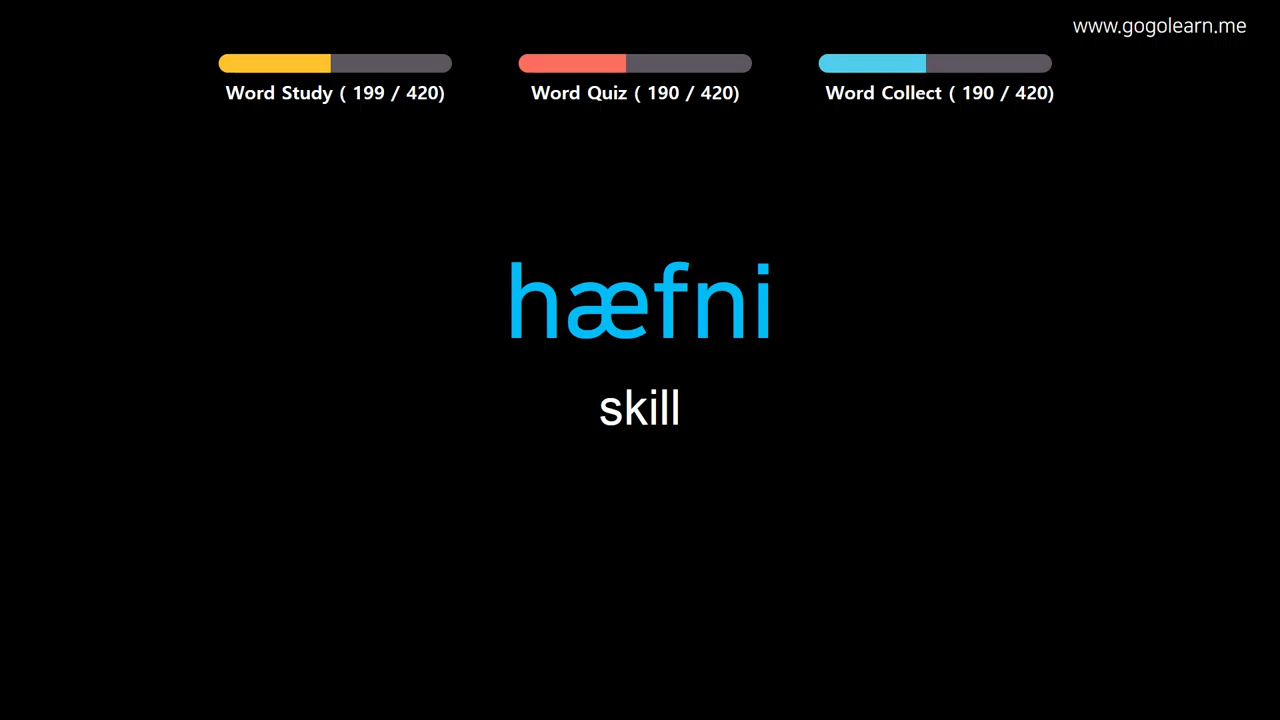 www.gogolearn.me
Word Study ( 199 / 420)
Word Quiz ( 190 / 420)
Word Collect ( 190 / 420)
hæfni
skill